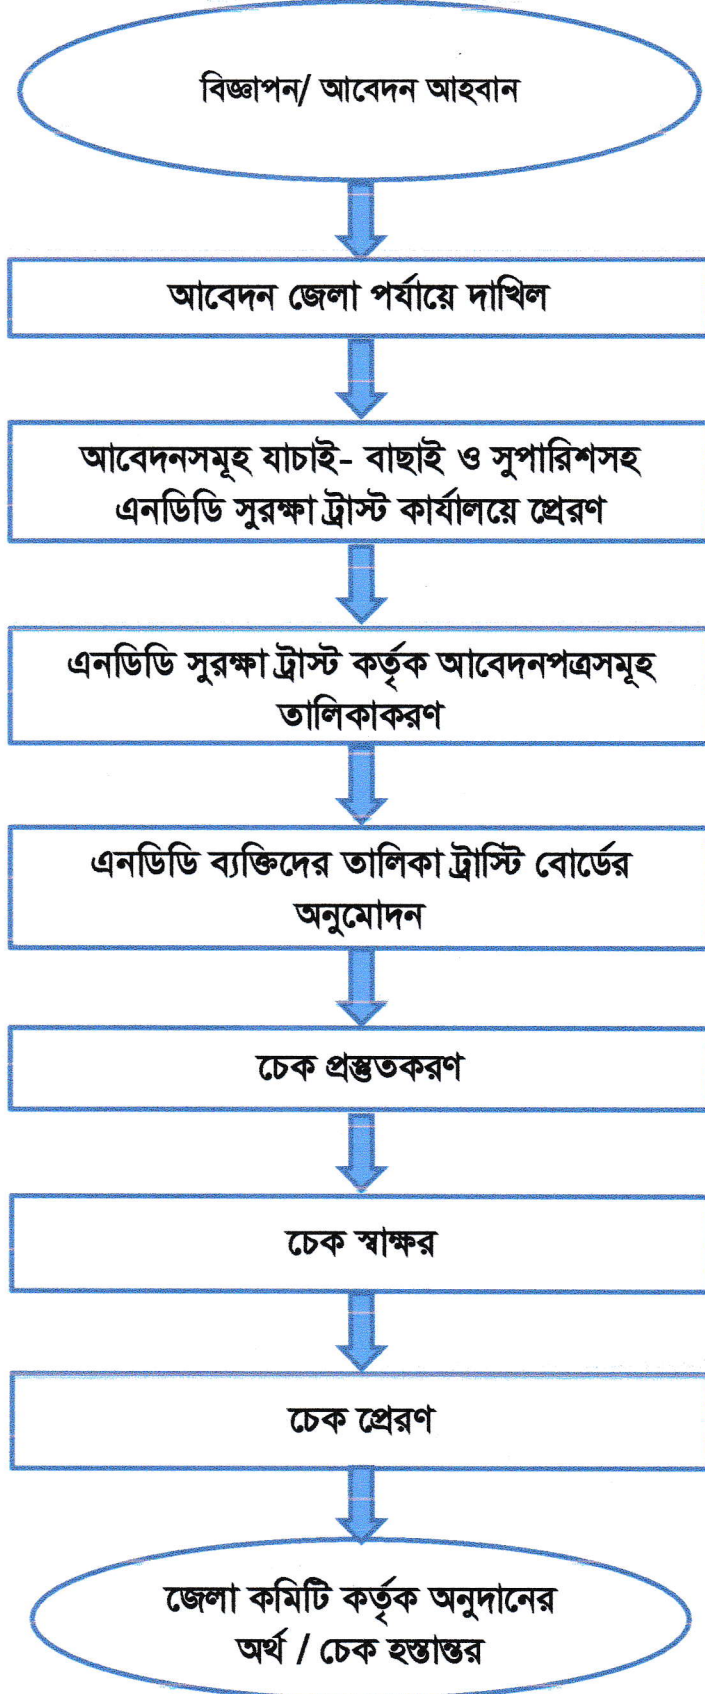 বিজ্ঞাপন/ আবেদন আহবান
আবেদন জেলা পর্যায়ে দাখিল
আবেদনসমূহ যাচাই- বাছাই ও সুপারিশসহ
এনডিডি সুরক্ষা ট্রাস্ট কার্যালয়ে প্রেরণ
এনডিডি সুরক্ষা ট্রাস্ট কর্তৃক আবেদনপত্রসমূহ
তালিকাকরণ
এনডিডি ব্যক্তিদের তালিকা ট্রাস্টি বোর্ডের
অনুমোদন
চেক প্রস্তুতকরণ
চেক স্বাক্ষর
চেক প্রেরণ
জেলা কমিটি কর্তৃক অনুদানের
অর্থ / চেক হস্তান্তর